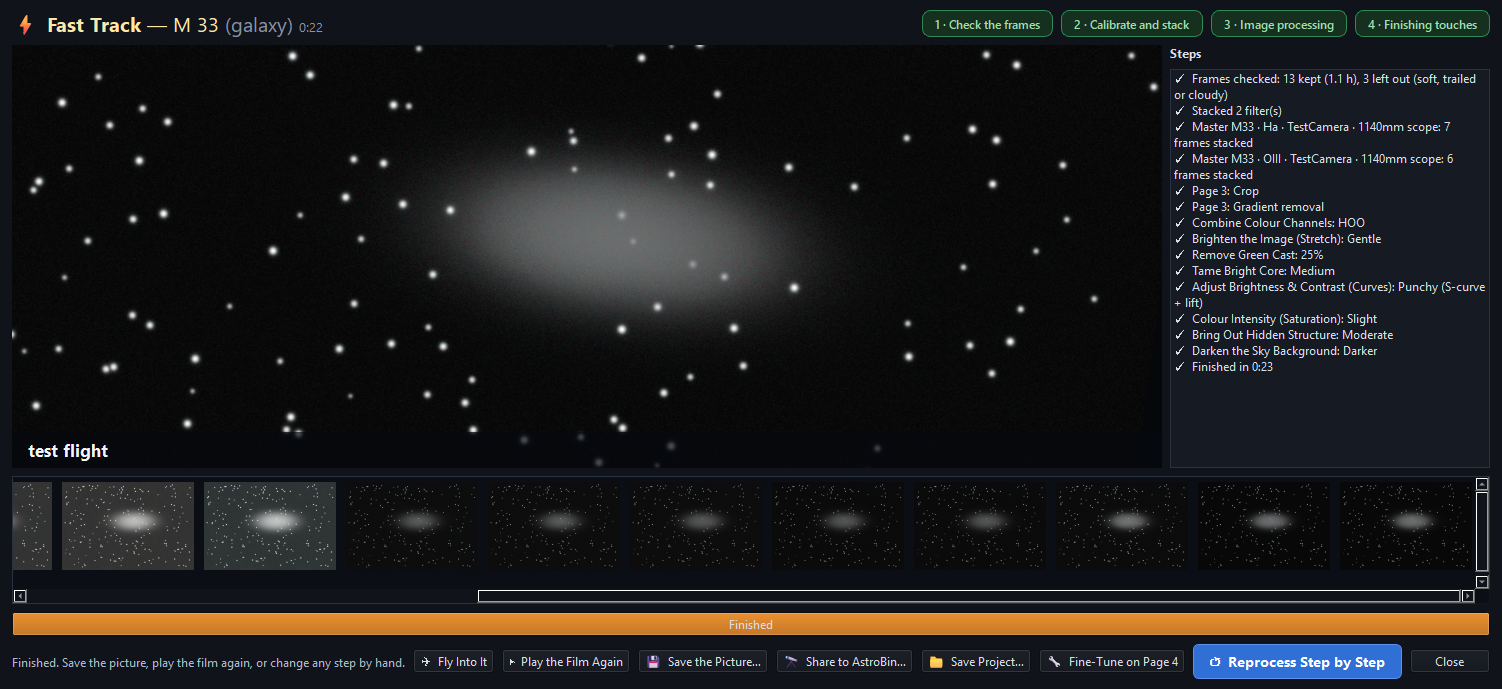 Fast Track — M 33 (galaxy) 0:22
1 · Check the frames
2 · Calibrate and stack
3 · Image processing
4 · Finishing touches
Steps
✓ Frames checked: 13 kept (1.1 h), 3 left out (soft, trailed
or cloudy)
✓ Stacked 2 filter(s)
✓ Master M33 · Ha · TestCamera · 1140mm scope: 7
frames stacked
✓ Master M33 · OIII · TestCamera · 1140mm scope: 6
frames stacked
✓ Page 3: Crop
✓ Page 3: Gradient removal
✓ Combine Colour Channels: HOO
✓ Brighten the Image (Stretch): Gentle
✓ Remove Green Cast: 25%
✓ Tame Bright Core: Medium
✓ Adjust Brightness & Contrast (Curves): Punchy (S-curve
+ lift)
✓ Colour Intensity (Saturation): Slight
✓ Bring Out Hidden Structure: Moderate
✓ Darken the Sky Background: Darker
✓ Finished in 0:23
test flight
Finished
Finished. Save the picture, play the film again, or change any step by hand.
Fly Into It
Play the Film Again
Save the Picture...
Share to AstroBin...
Save Project...
Fine-Tune on Page 4
Reprocess Step by Step
Close